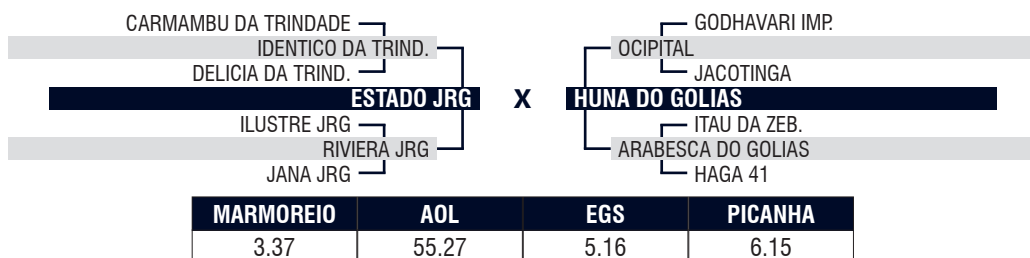 CARMAMBU DA TRINDADE GODHAVARI IMP.
IDENTICO DA TRIND. OCIPITAL
DELICIA DA TRIND. JACOTINGA
ESTADO JRG X HUNA DO GOLIAS
ILUSTRE JRG ITAU DA ZEB.
RIVIERA JRG ARABESCA DO GOLIAS
JANA JRG HAGA 41
MARMOREIO AOL EGS PICANHA
3.37 55.27 5.16 6.15